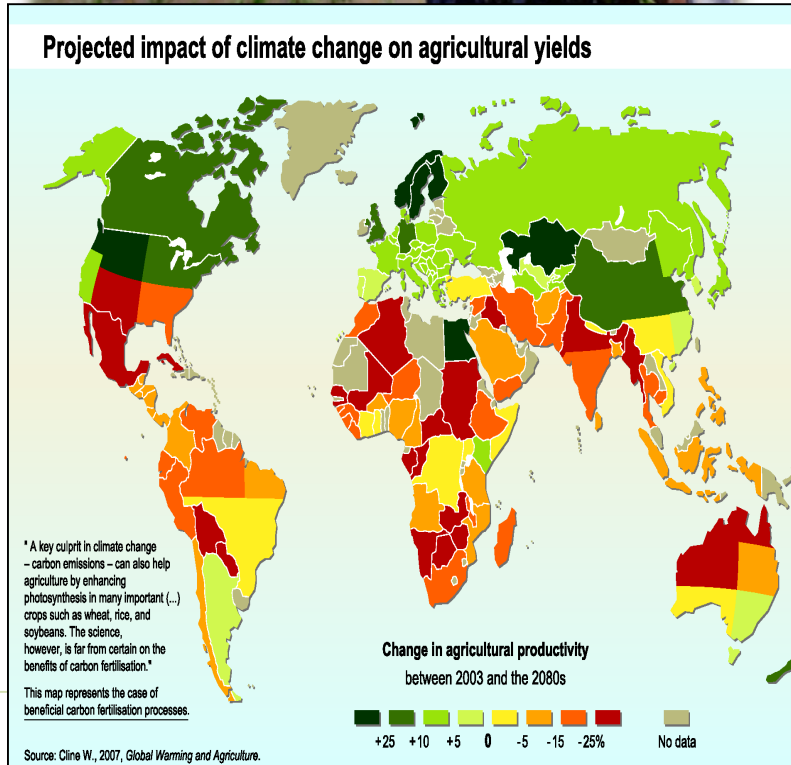 Projected impact of climate change on agricultural yields
" A key culprit in climate change
– carbon emissions – can also help
agriculture by enhancing
photosynthesis in many important (...)
crops such as wheat, rice, and
soybeans. The science,
however, is far from certain on the
benefits of carbon fertilisation."
This map represents the case of
beneficial carbon fertilisation processes.
Change in agricultural productivity
between 2003 and the 2080s
+25 +10 +5 0 -5 -15 -25% No data
Source: Cline W., 2007, Global Warming and Agriculture.